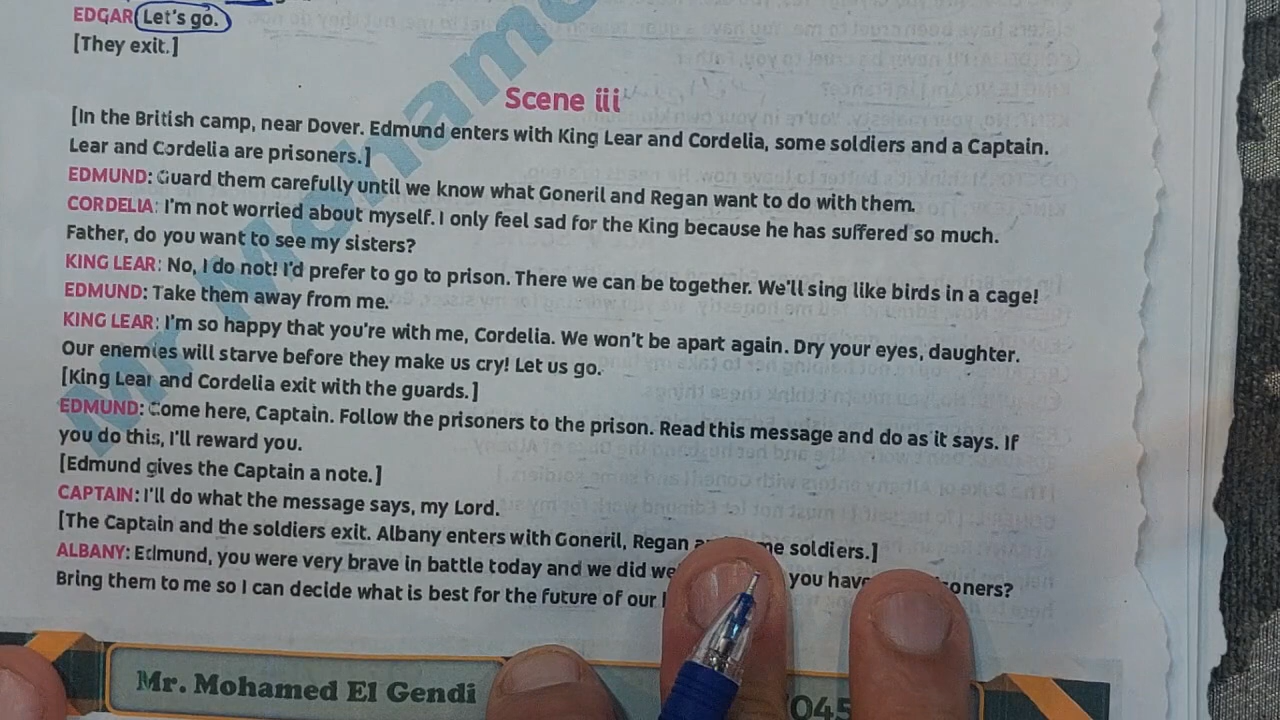 EDGAR Let's go.
[They exit.]
Scene iii
[In the British camp, near Dover. Edmund enters with King Lear and Cordelia, some soldiers and a Captain.
Lear and Cordelia are prisoners.]
EDMUND: Guard them carefully until we know what Goneril and Regan want to do with them.
CORDELIA: I'm not worried about myself. I only feel sad for the King because he has suffered so much.
Father, do you want to see my sisters?
KING LEAR: No, I do not! I'd prefer to go to prison. There we can be together. We'll sing like birds in a cage!
EDMUND: Take them away from me.
KING LEAR: I'm so happy that you're with me, Cordelia. We won't be apart again. Dry your eyes, daughter.
Our enemies will starve before they make us cry! Let us go.
[King Lear and Cordelia exit with the guards.]
EDMUND: Come here, Captain. Follow the prisoners to the prison. Read this message and do as it says. If
you do this, I'll reward you.
[Edmund gives the Captain a note.]
CAPTAIN: I'll do what the message says, my Lord.
[The Captain and the soldiers exit. Albany enters with Goneril, Regan soldiers.]
ALBANY: Edmund, you were very brave in battle today and we did you
Bring them to me so I can decide what is best for the future of our
Mr. Mohamed El Gendi
045
Mr Mohame